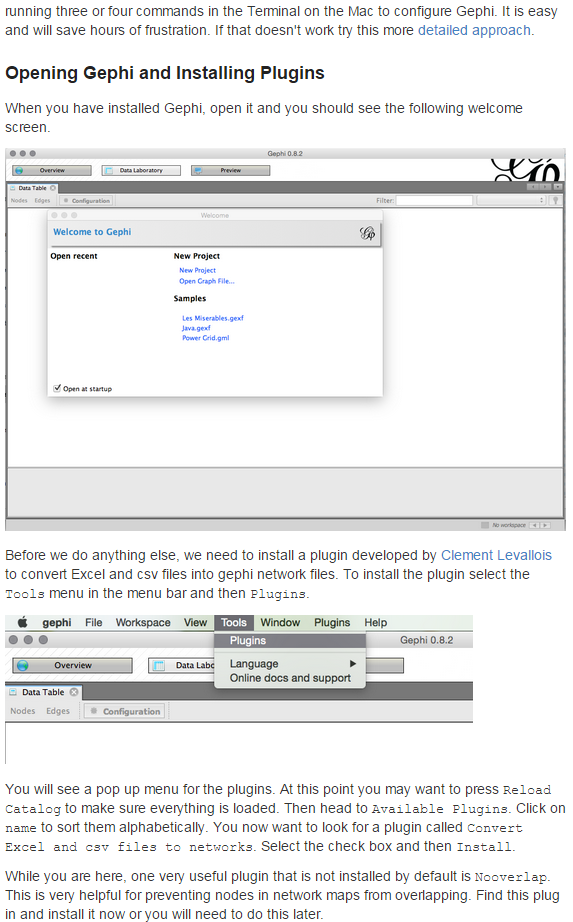 running three or four commands in the Terminal on the Mac to configure Gephi. It is easy
and will save hours of frustration. If that doesn't work try this more detailed approach.
Opening Gephi and Installing Plugins
When you have installed Gephi, open it and you should see the following welcome
screen.
Gephi 0.8.2
Overview Data Laboratory Preview
Data Table
Nodes Edges Configuration Filter:
Welcome
Welcome to Gephi
Open recent New Project
New Project
Open Graph File...
Samples
Les Miserables.gexf
Java.gexf
Power Grid.gml
Open at startup
No workspace
Before we do anything else, we need to install a plugin developed by Clement Levallois
to convert Excel and csv files into gephi network files. To install the plugin select the
Tools menu in the menu bar and then Plugins.
gephi File Workspace View Tools Window Plugins Help
Plugins Gephi 0.8.2
Overview Data Labo
Language
Online docs and support
Data Table
Nodes Edges Configuration
You will see a pop up menu for the plugins. At this point you may want to press Reload
Catalog to make sure everything is loaded. Then head to Available Plugins. Click on
name to sort them alphabetically. You now want to look for a plugin called Convert
Excel and csv files to networks. Select the check box and then Install.
While you are here, one very useful plugin that is not installed by default is Nooverlap.
This is very helpful for preventing nodes in network maps from overlapping. Find this plug
in and install it now or you will need to do this later.